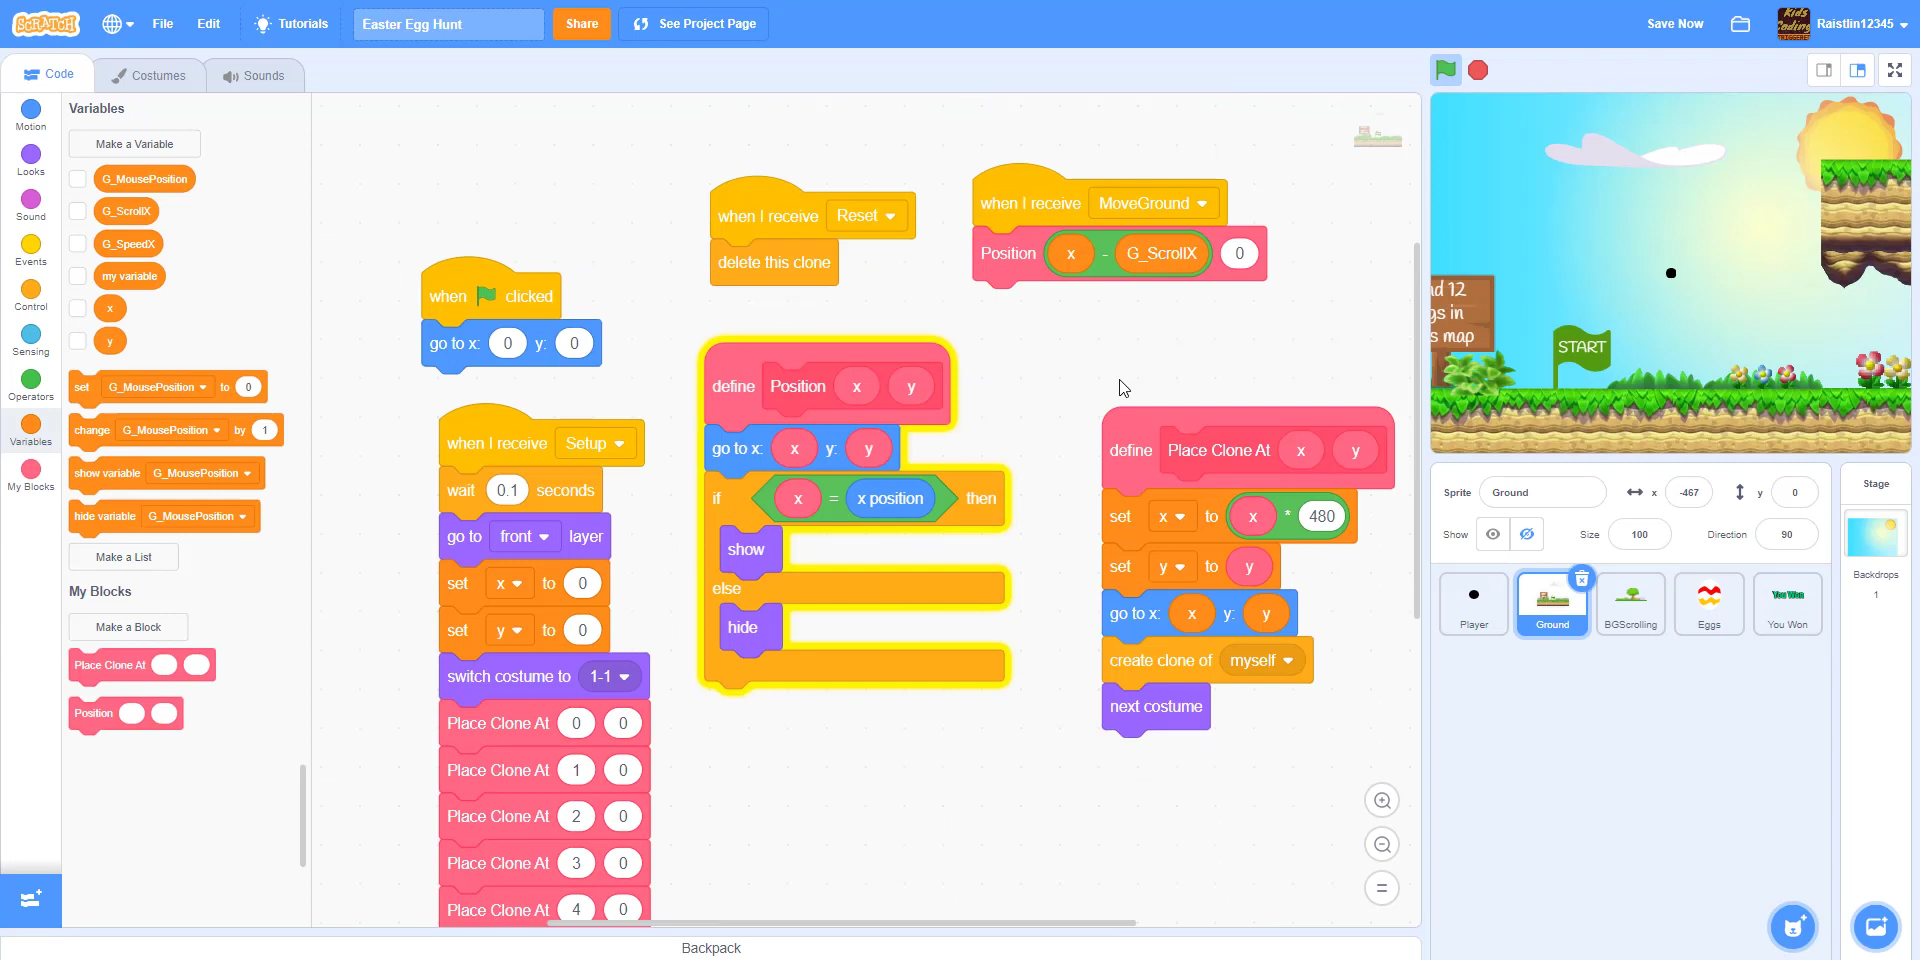 SCRATCH
File
Edit
Tutorials
Easter Egg Hunt
Share
See Project Page
Save Now
Raistlin12345
Code
Costumes
Sounds
Motion
Looks
Sound
Events
Control
Sensing
Operators
Variables
My Blocks
Variables
Make a Variable
G_MousePosition
G_ScrollX
G_SpeedX
my variable
x
y
set G_MousePosition to 0
change G_MousePosition by 1
show variable G_MousePosition
hide variable G_MousePosition
Make a List
My Blocks
Make a Block
Place Clone At
Position
when clicked
go to x: 0 y: 0
when I receive Setup
wait 0.1 seconds
go to front layer
set x to 0
set y to 0
switch costume to 1-1
Place Clone At 0 0
Place Clone At 1 0
Place Clone At 2 0
Place Clone At 3 0
Place Clone At 4 0
when I receive Reset
delete this clone
define Position x y
go to x: x y: y
if x = x position then
show
else
hide
when I receive MoveGround
Position x - G_ScrollX 0
define Place Clone At x y
set x to x * 480
set y to y
go to x: x y: y
create clone of myself
next costume
Backpack
nd 12
gs in
s map
START
Sprite Ground x -467 y 0
Show Size 100 Direction 90
Player
Ground
BGScrolling
Eggs
You Won
You Won
Stage
Backdrops
1